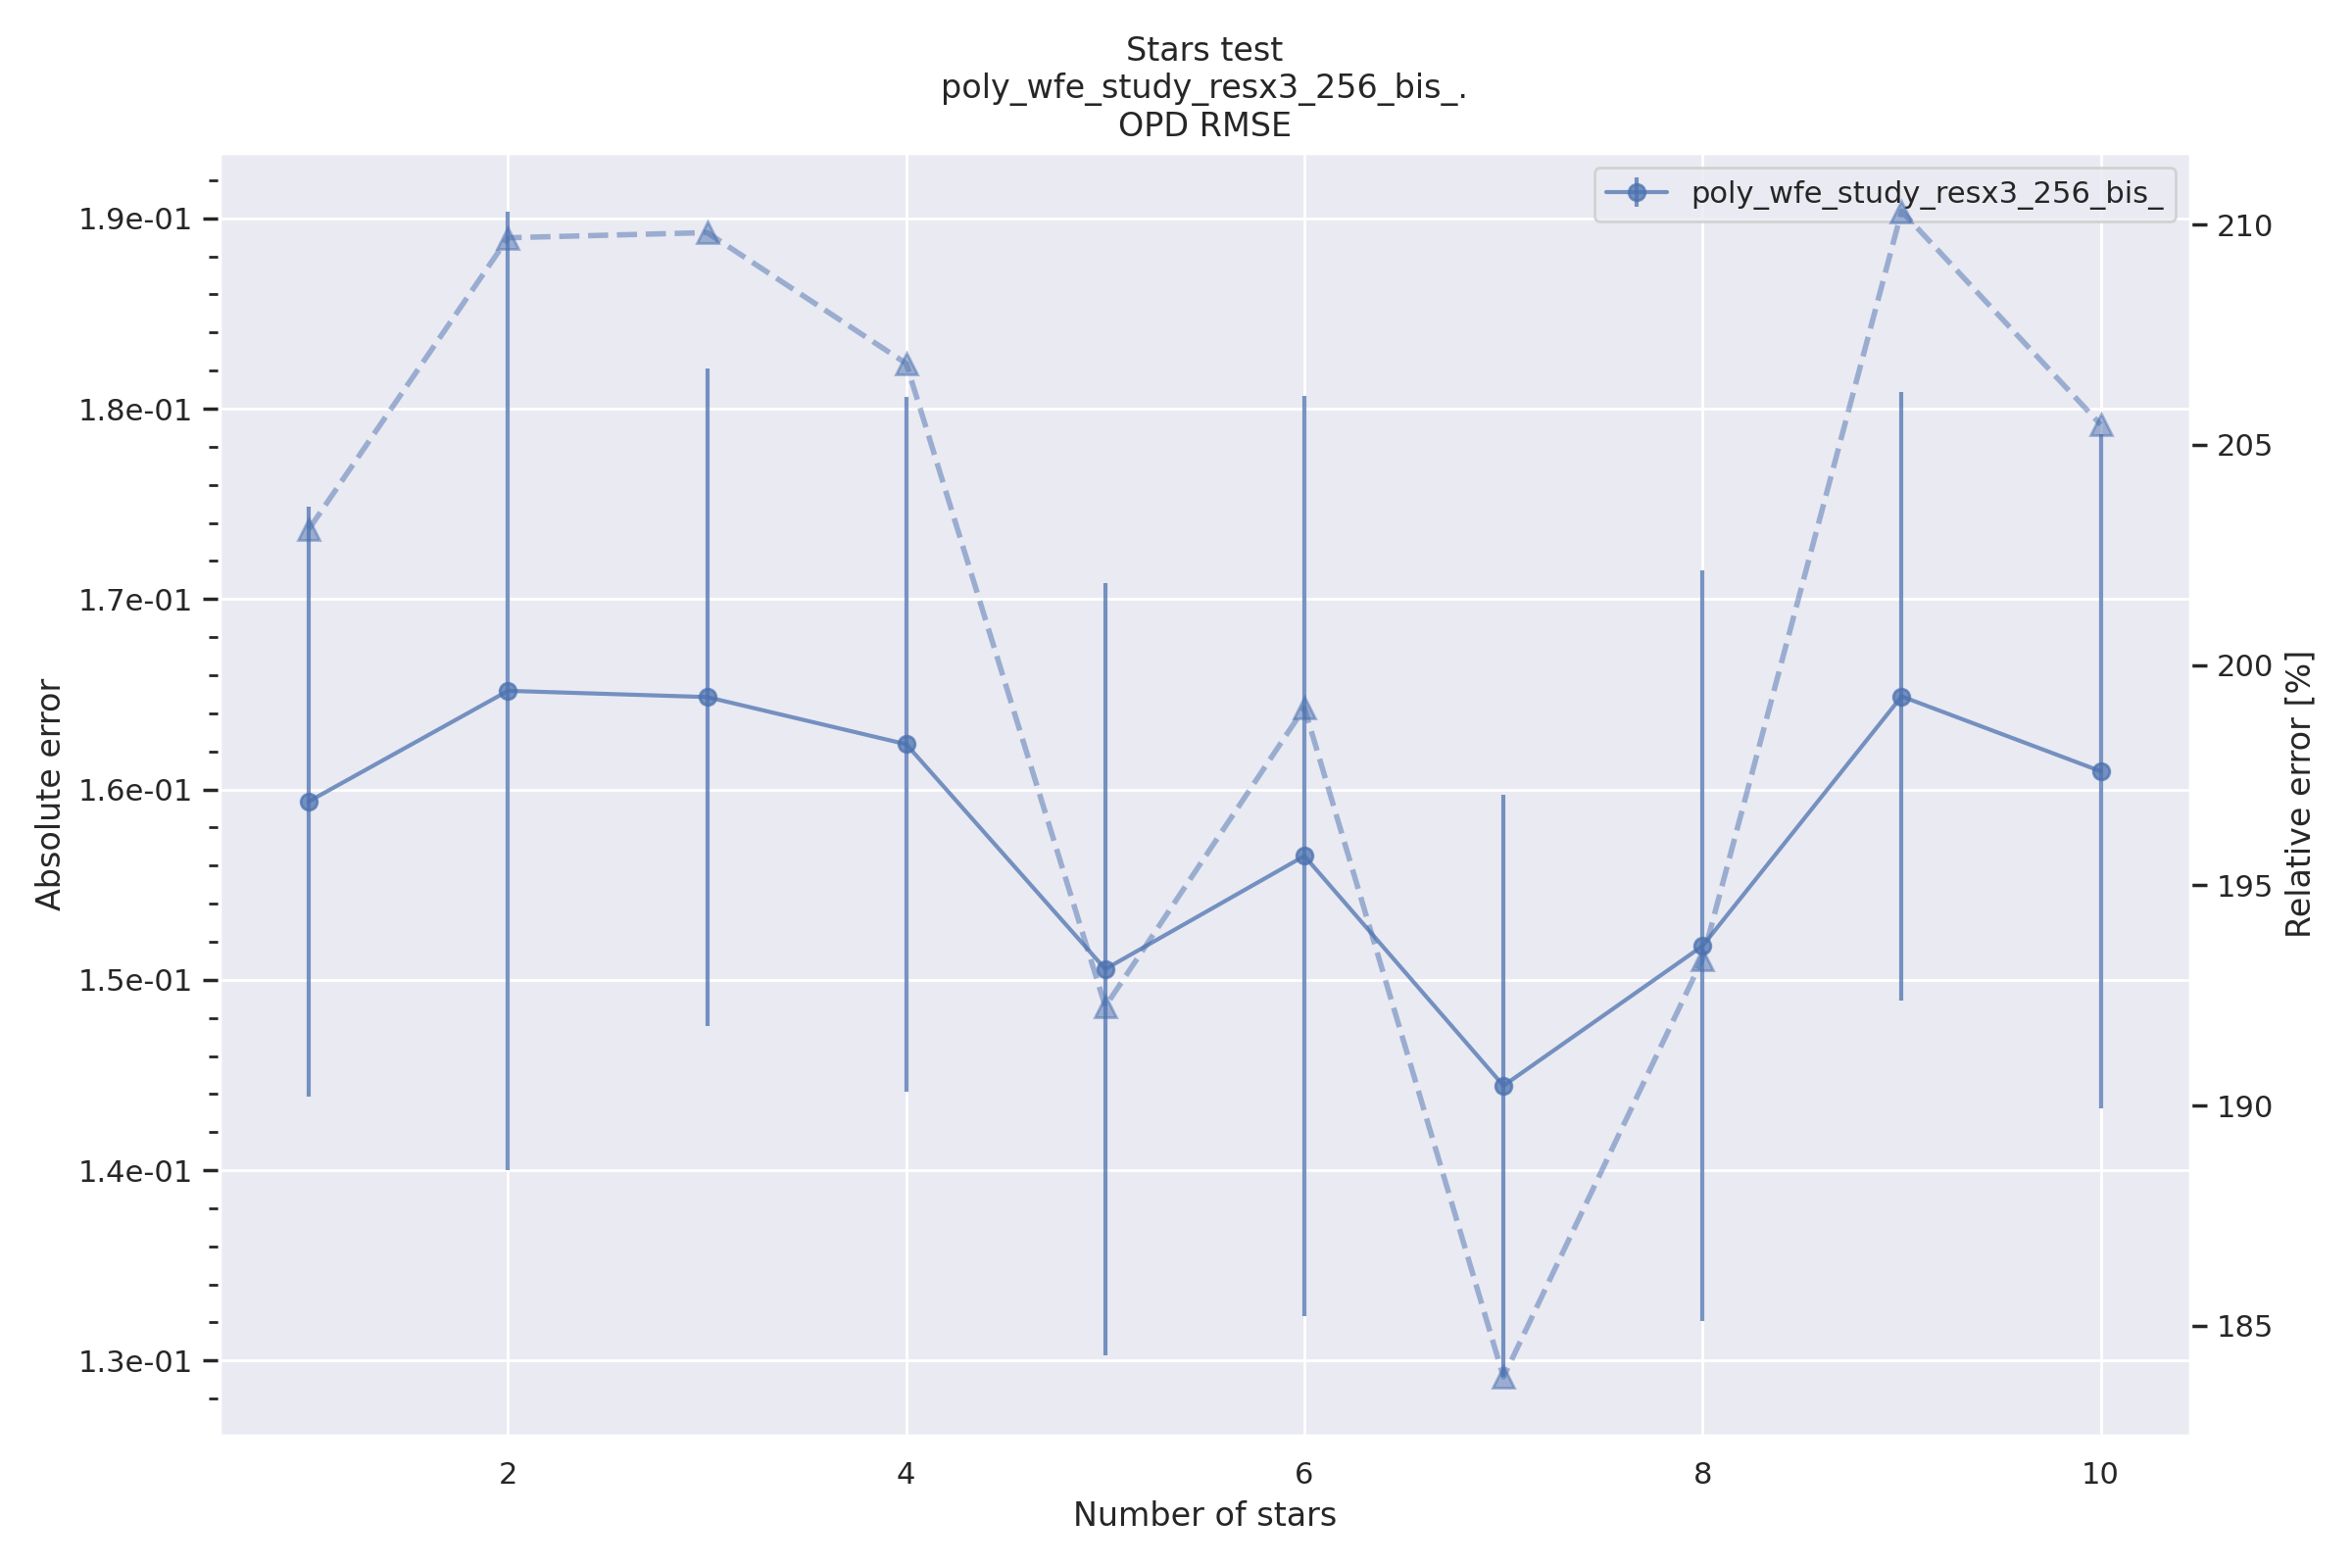 Stars test
poly_wfe_study_resx3_256_bis_.
OPD RMSE
poly_wfe_study_resx3_256_bis_
Absolute error
1.9e-01
1.8e-01
1.7e-01
1.6e-01
1.5e-01
1.4e-01
1.3e-01
210
205
200
195
190
185
Relative error [%]
2 4 6 8 10
Number of stars